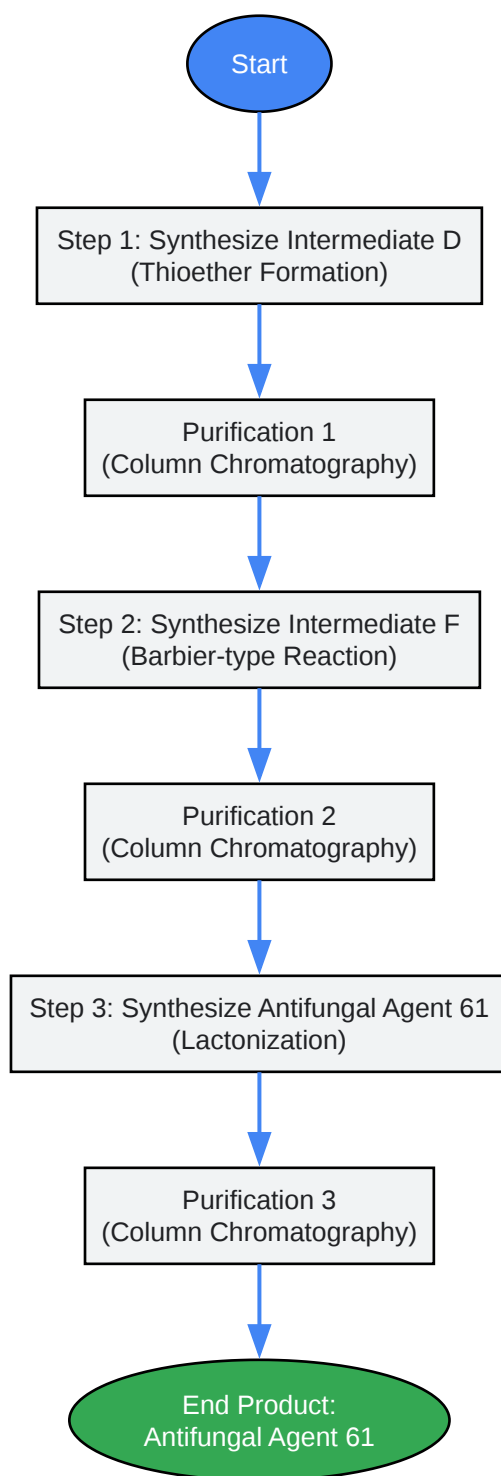 Start
Step 1: Synthesize Intermediate D
(Thioether Formation)
Purification 1
(Column Chromatography)
Step 2: Synthesize Intermediate F
(Barbier-type Reaction)
Purification 2
(Column Chromatography)
Step 3: Synthesize Antifungal Agent 61
(Lactonization)
Purification 3
(Column Chromatography)
End Product:
Antifungal Agent 61